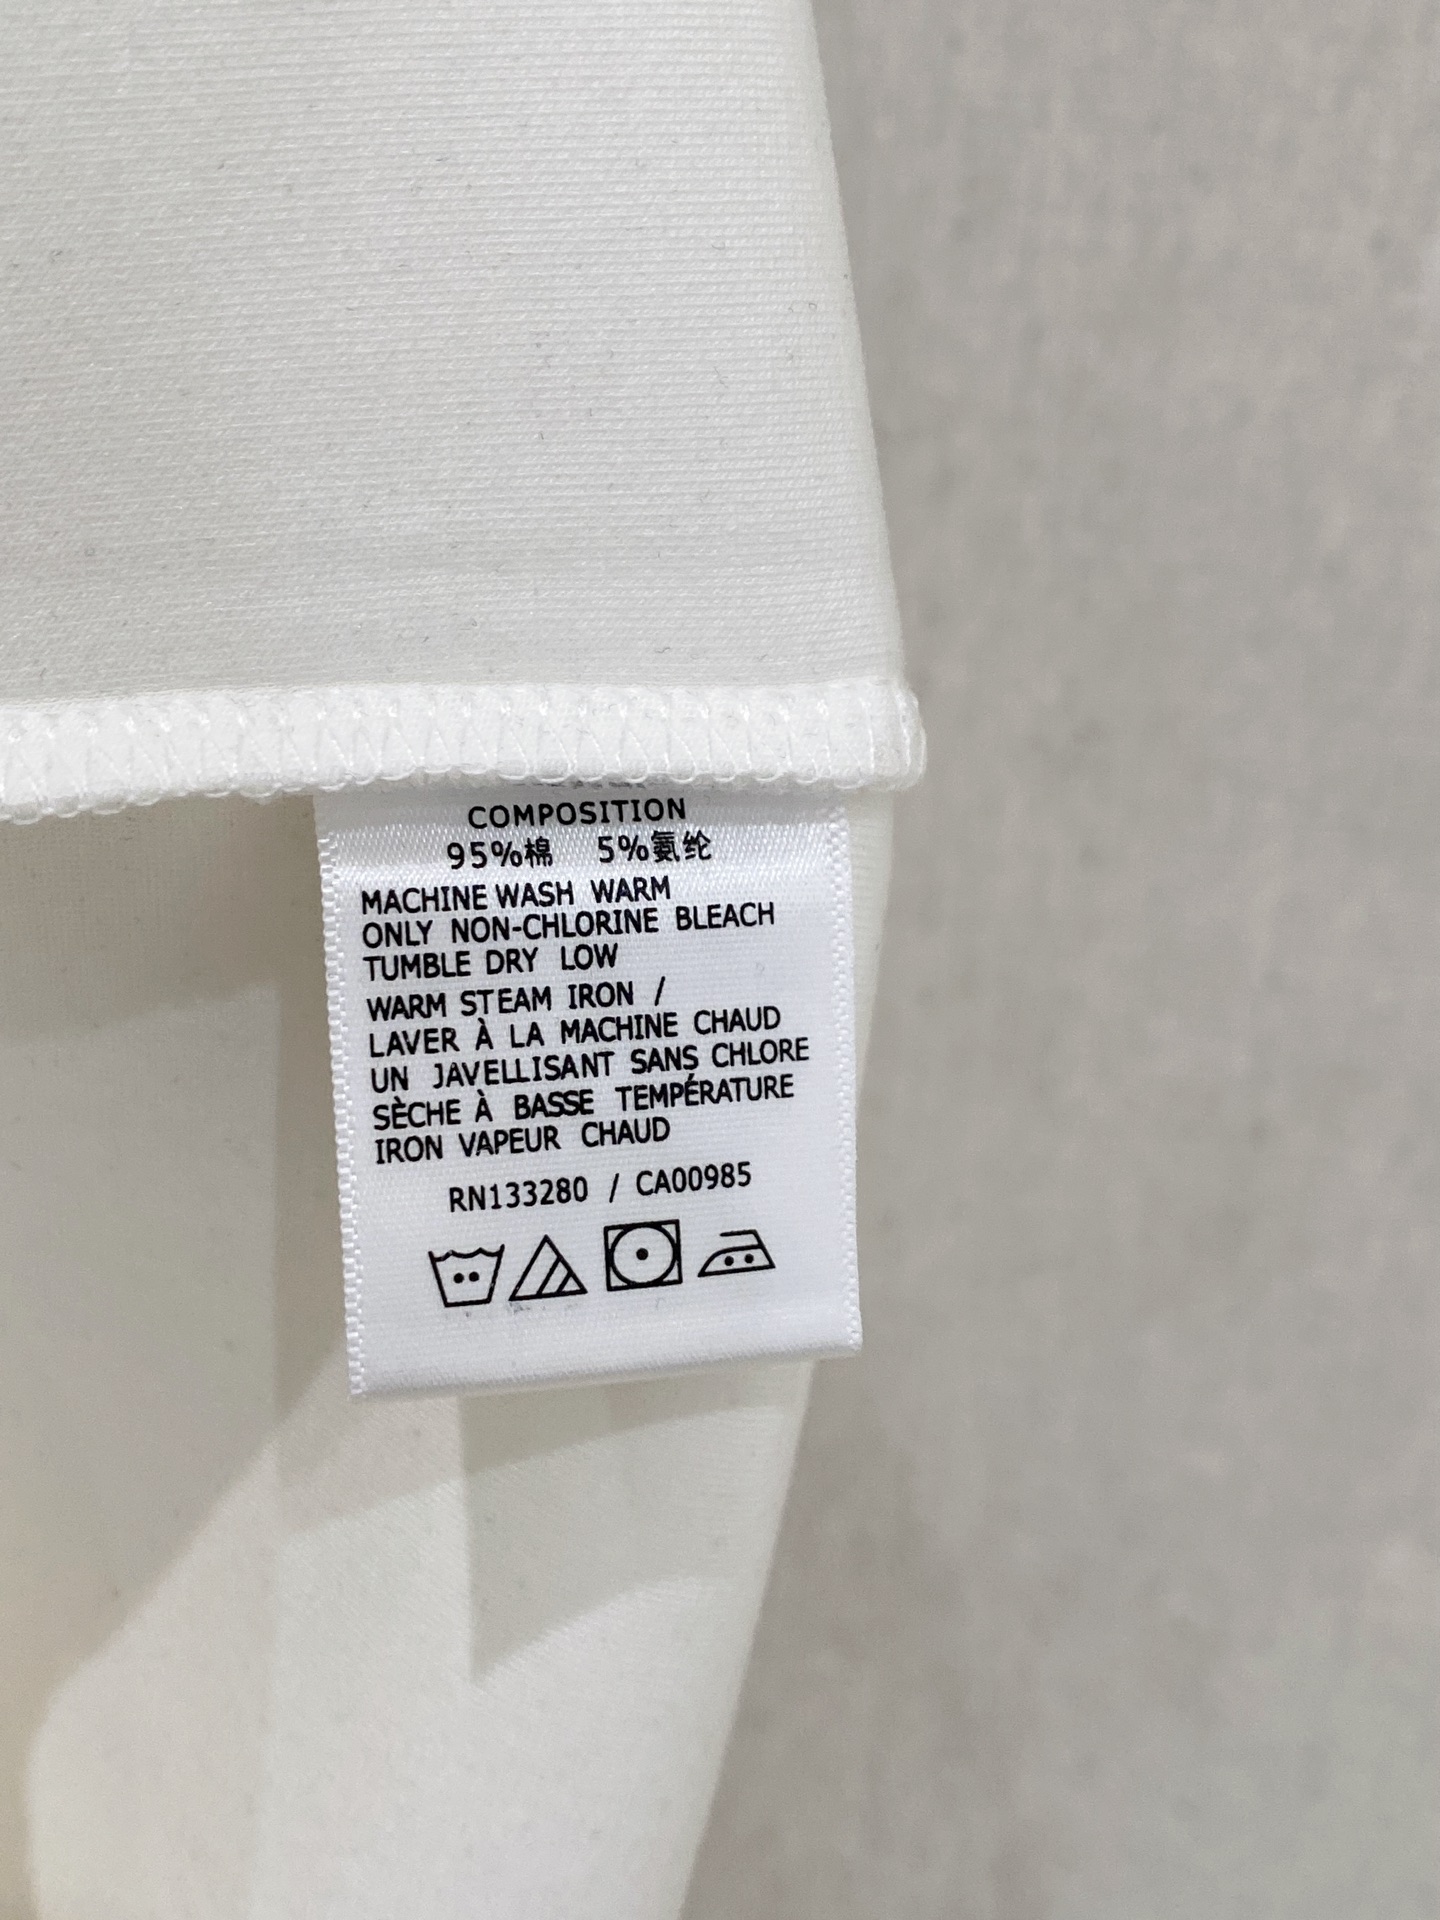 COMPOSITION
95%棉 5%氨纶
MACHINE WASH WARM
ONLY NON-CHLORINE BLEACH
TUMBLE DRY LOW
WARM STEAM IRON /
LAVER À LA MACHINE CHAUD
UN JAVELLISANT SANS CHLORE
SÈCHE À BASSE TEMPÉRATURE
IRON VAPEUR CHAUD
RN133280 / CA00985